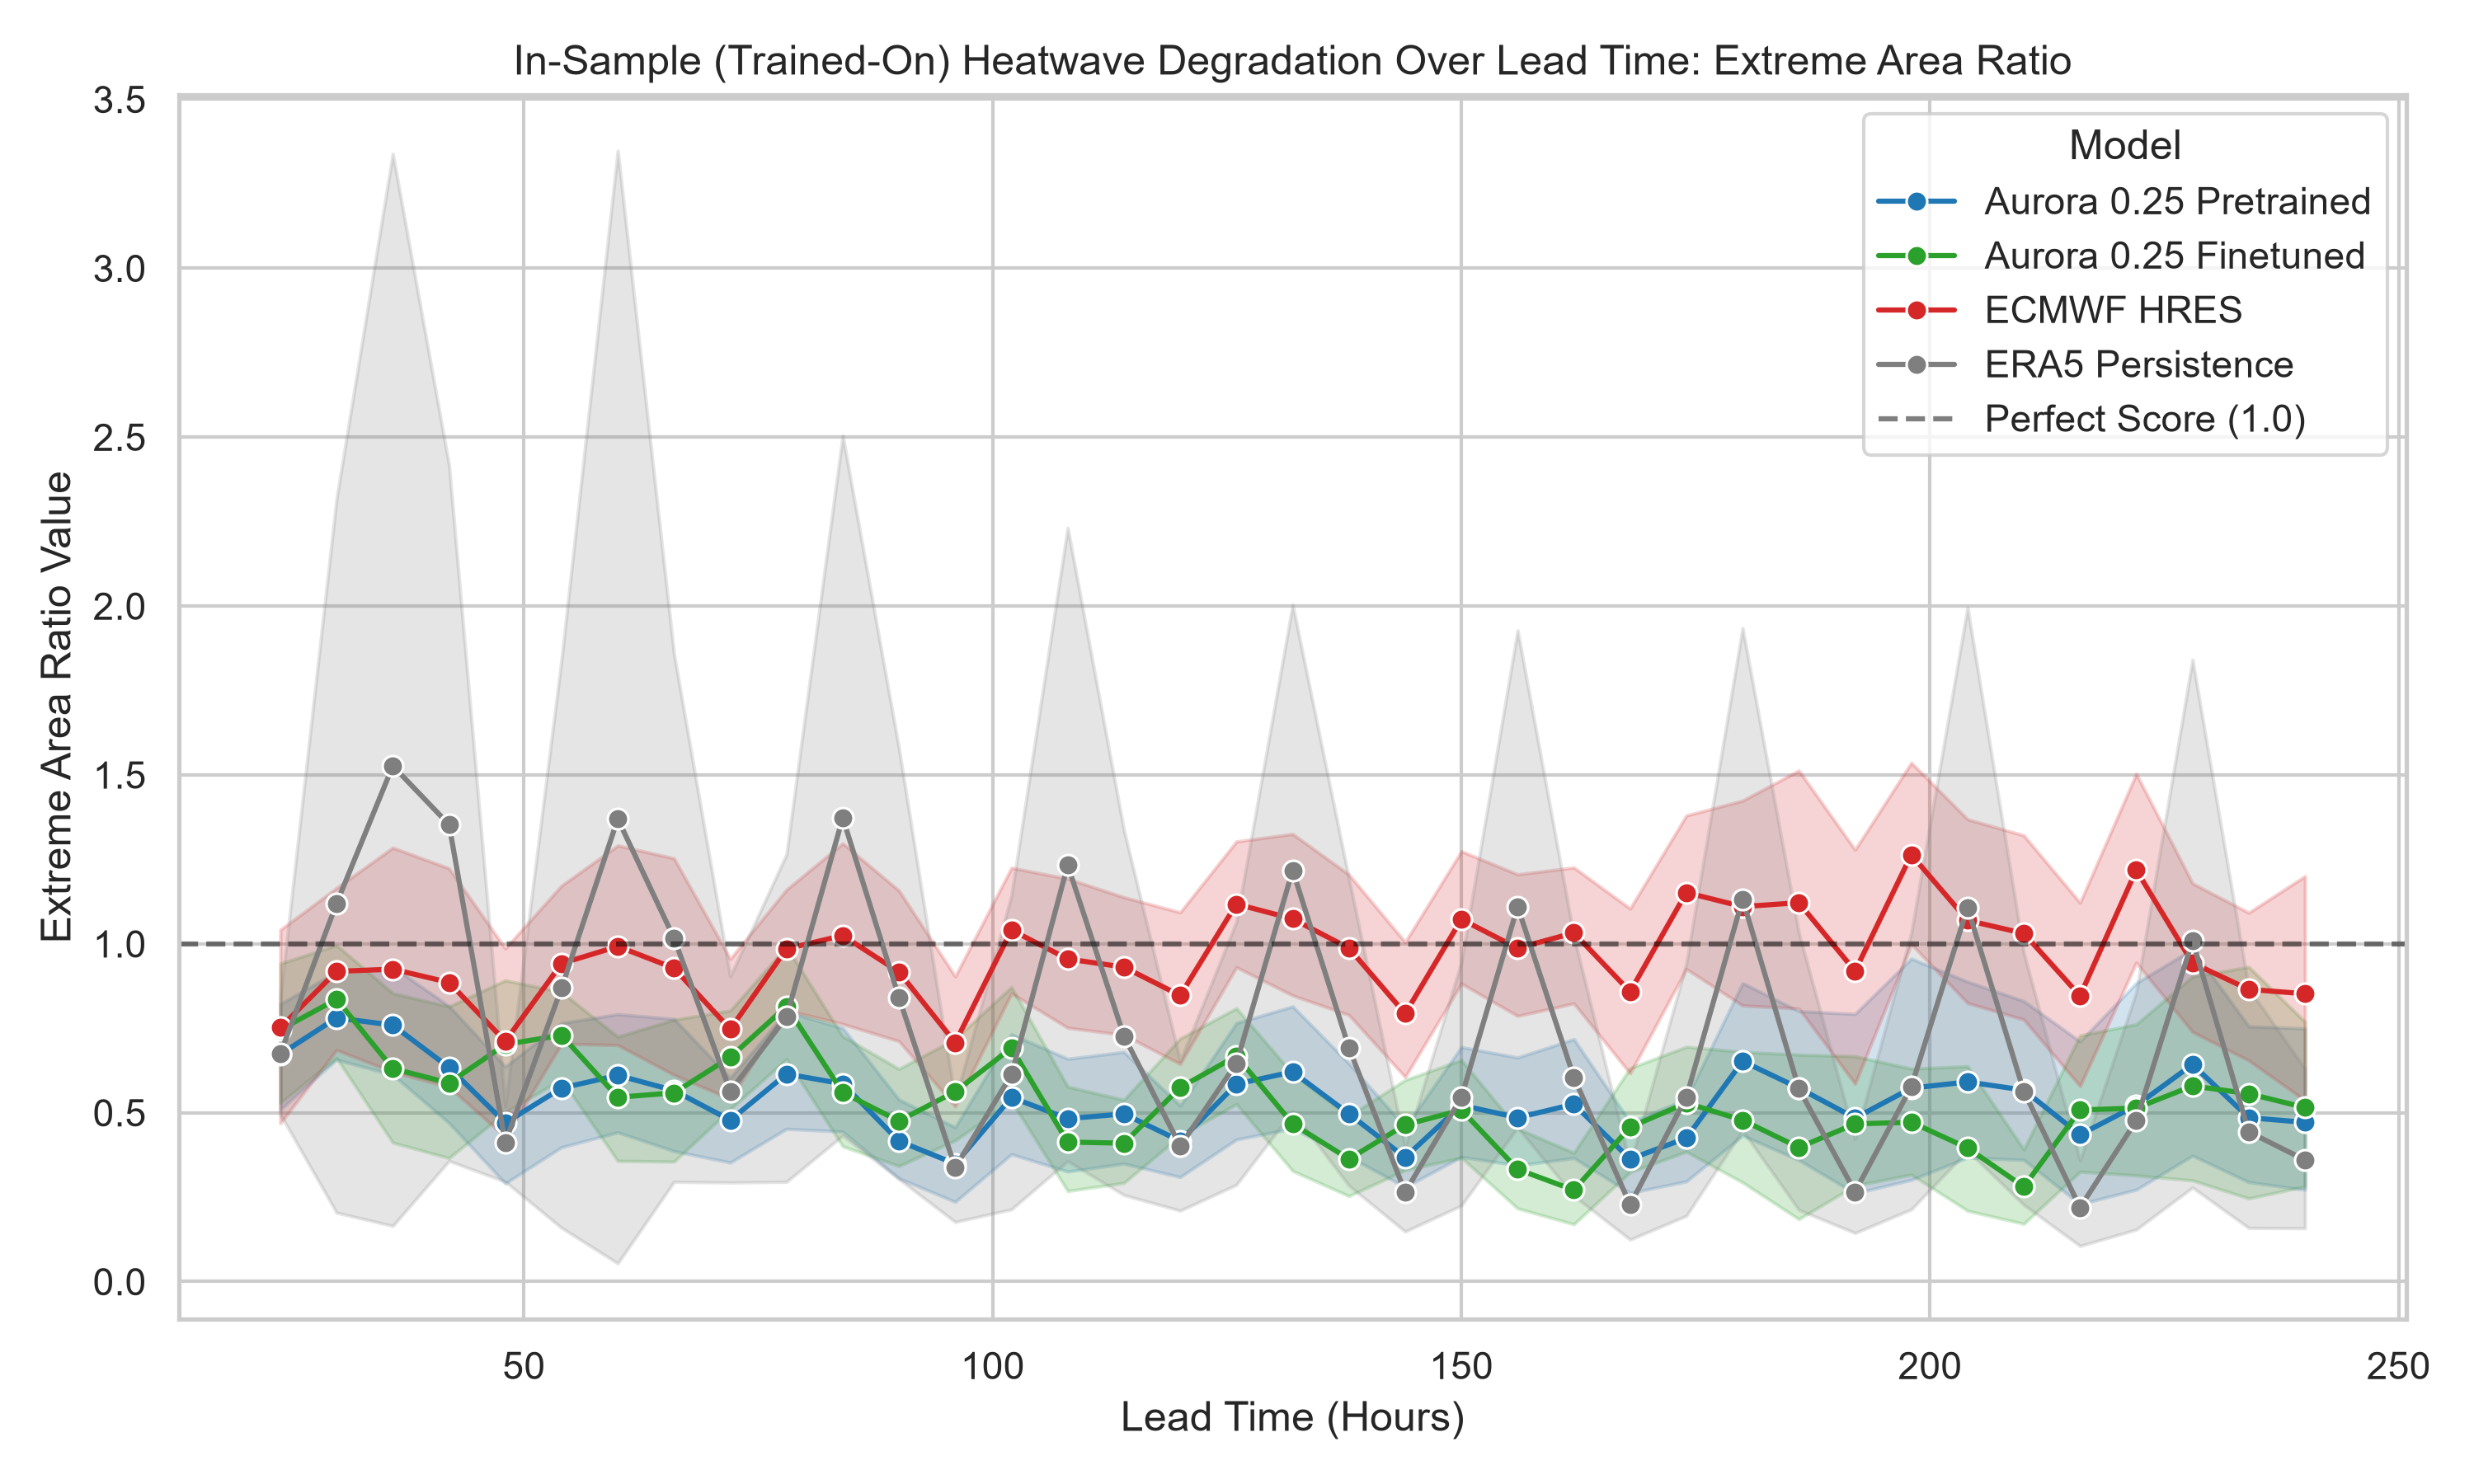 In-Sample (Trained-On) Heatwave Degradation Over Lead Time: Extreme Area Ratio
Model
Aurora 0.25 Pretrained
Aurora 0.25 Finetuned
ECMWF HRES
ERA5 Persistence
Perfect Score (1.0)
Extreme Area Ratio Value
3.5
3.0
2.5
2.0
1.5
1.0
0.5
0.0
50
100
150
200
250
Lead Time (Hours)